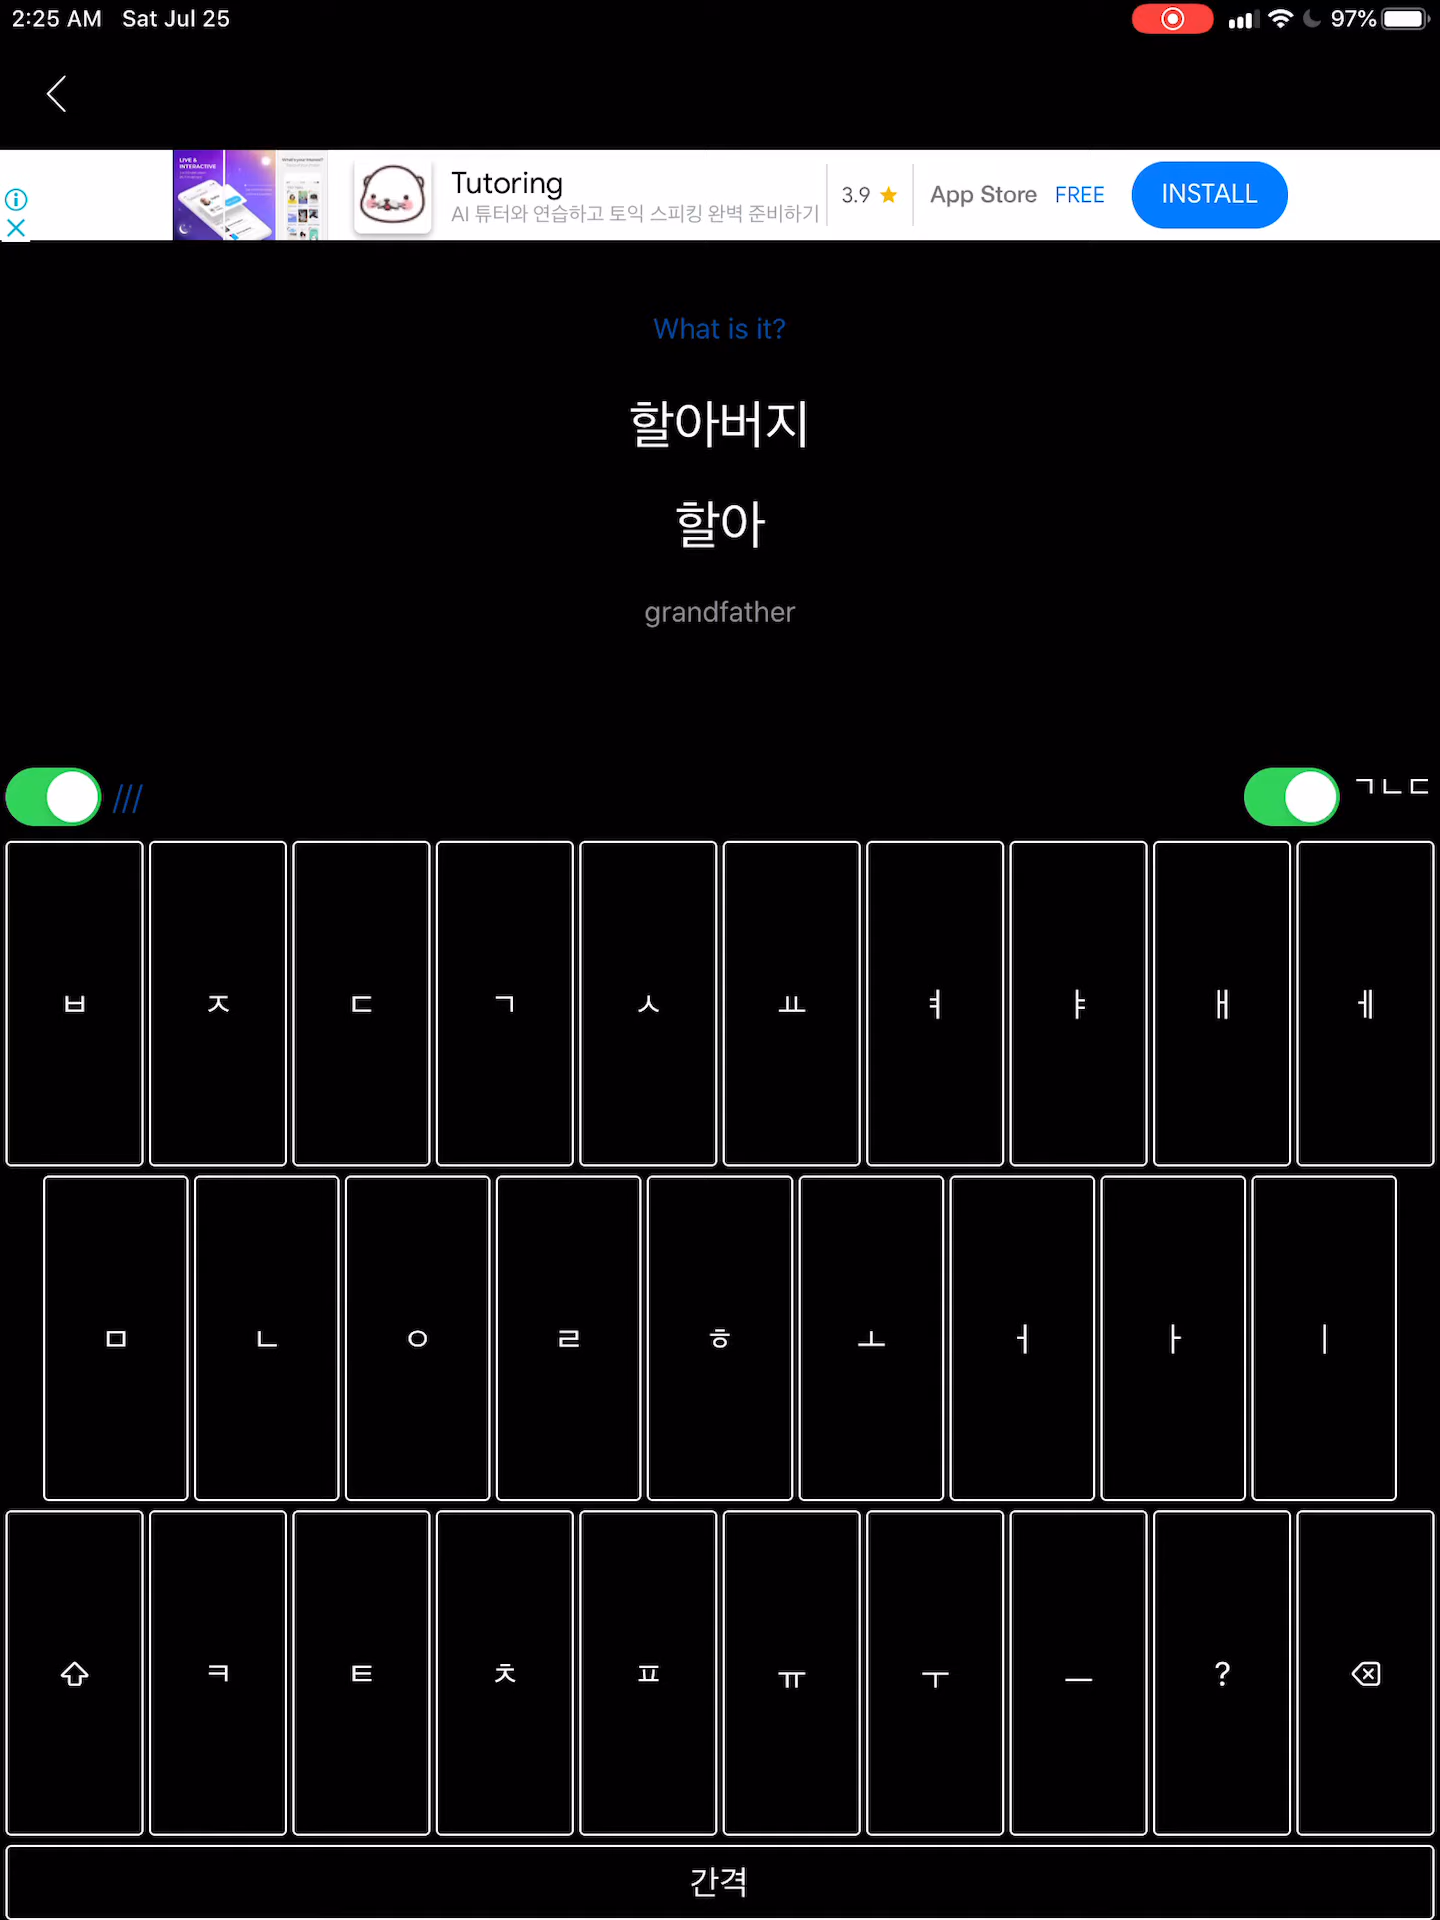 2:25 AM Sat Jul 25 97%
Tutoring
AI 튜터와 연습하고 토익 스피킹 완벽 준비하기
3.9 ★ App Store FREE INSTALL
What is it?
할아버지
할아
grandfather
/// ㄱㄴㄷ
ㅂ ㅈ ㄷ ㄱ ㅅ ㅛ ㅕ ㅑ ㅐ ㅔ
ㅁ ㄴ ㅇ ㄹ ㅎ ㅗ ㅓ ㅏ ㅣ
ㅋ ㅌ ㅊ ㅍ ㅠ ㅜ ㅡ ?
간격